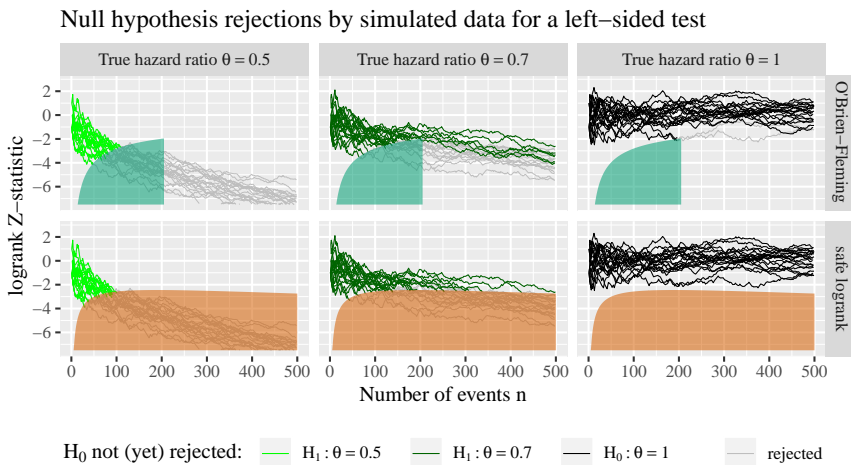 Null hypothesis rejections by simulated data for a left−sided test
True hazard ratio θ = 0.5
True hazard ratio θ = 0.7
True hazard ratio θ = 1
logrank Z−statistic
2
0
−2
−4
−6
O'Brien−Fleming
2
0
−2
−4
−6
safe logrank
0 100 200 300 400 500
0 100 200 300 400 500
0 100 200 300 400 500
Number of events n
H0 not (yet) rejected:
H1 : θ = 0.5
H1 : θ = 0.7
H0 : θ = 1
rejected